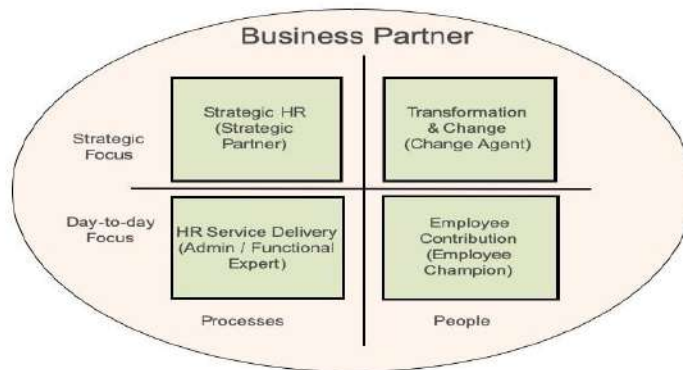 Business Partner
Strategic HR
(Strategic
Partner)
Transformation
& Change
(Change Agent)
Strategic
Focus
Day-to-day
Focus
HR Service Delivery
(Admin / Functional
Expert)
Employee
Contribution
(Employee
Champion)
Processes
People